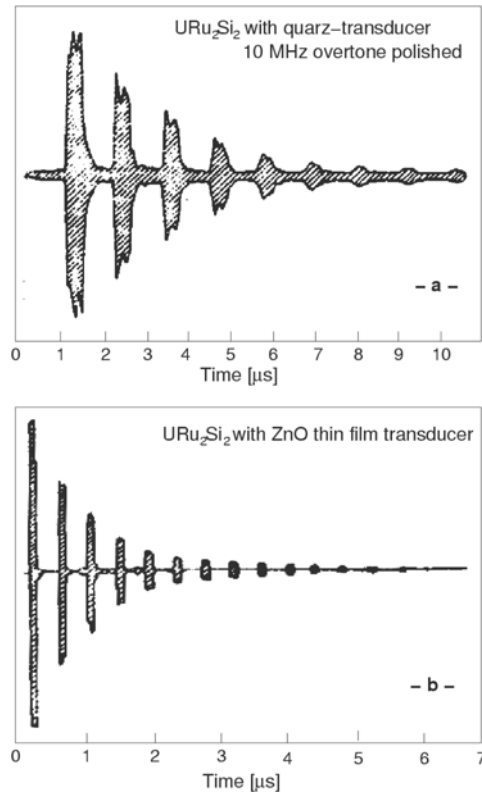 URu₂Si₂ with quarz-transducer
10 MHz overtone polished
– a –
0 1 2 3 4 5 6 7 8 9 10
Time [μs]
URu₂Si₂ with ZnO thin film transducer
– b –
0 1 2 3 4 5 6 7
Time [μs]